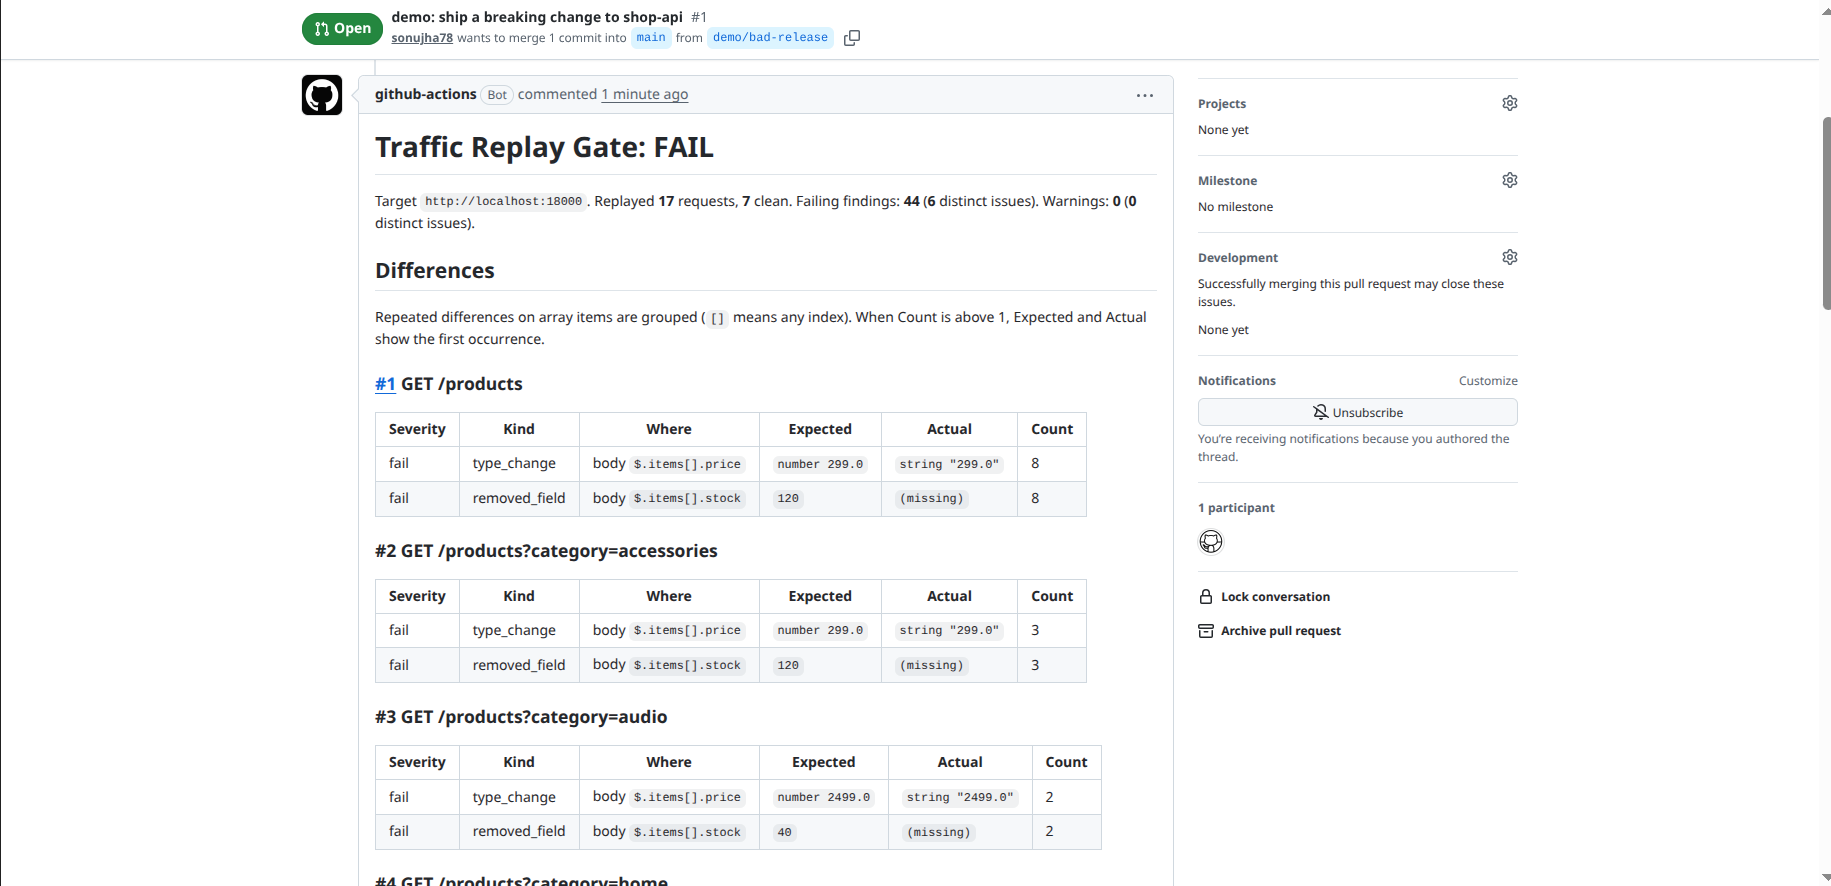 Open
demo: ship a breaking change to shop-api #1
sonujha78 wants to merge 1 commit into main from demo/bad-release
github-actions Bot commented 1 minute ago
Traffic Replay Gate: FAIL
Target http://localhost:18000. Replayed 17 requests, 7 clean. Failing findings: 44 (6 distinct issues). Warnings: 0 (0
distinct issues).
Differences
Repeated differences on array items are grouped ( [] means any index). When Count is above 1, Expected and Actual
show the first occurrence.
#1 GET /products
Severity Kind Where Expected Actual Count
fail type_change body $.items[].price number 299.0 string "299.0" 8
fail removed_field body $.items[].stock 120 (missing) 8
#2 GET /products?category=accessories
Severity Kind Where Expected Actual Count
fail type_change body $.items[].price number 299.0 string "299.0" 3
fail removed_field body $.items[].stock 120 (missing) 3
#3 GET /products?category=audio
Severity Kind Where Expected Actual Count
fail type_change body $.items[].price number 2499.0 string "2499.0" 2
fail removed_field body $.items[].stock 40 (missing) 2
#4 GET /products?category=home
Projects
None yet
Milestone
No milestone
Development
Successfully merging this pull request may close these
issues.
None yet
Notifications Customize
Unsubscribe
You're receiving notifications because you authored the
thread.
1 participant
Lock conversation
Archive pull request